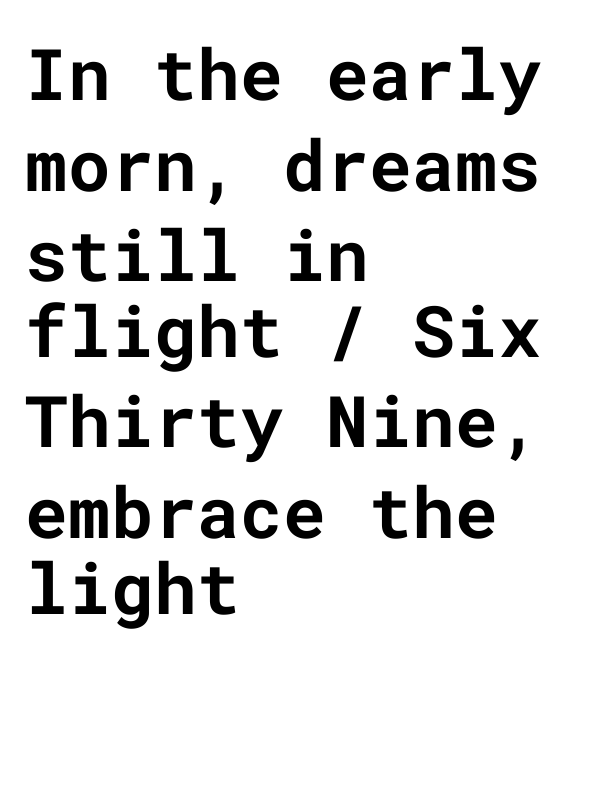 In the early
morn, dreams
still in
flight / Six
Thirty Nine,
embrace the
light